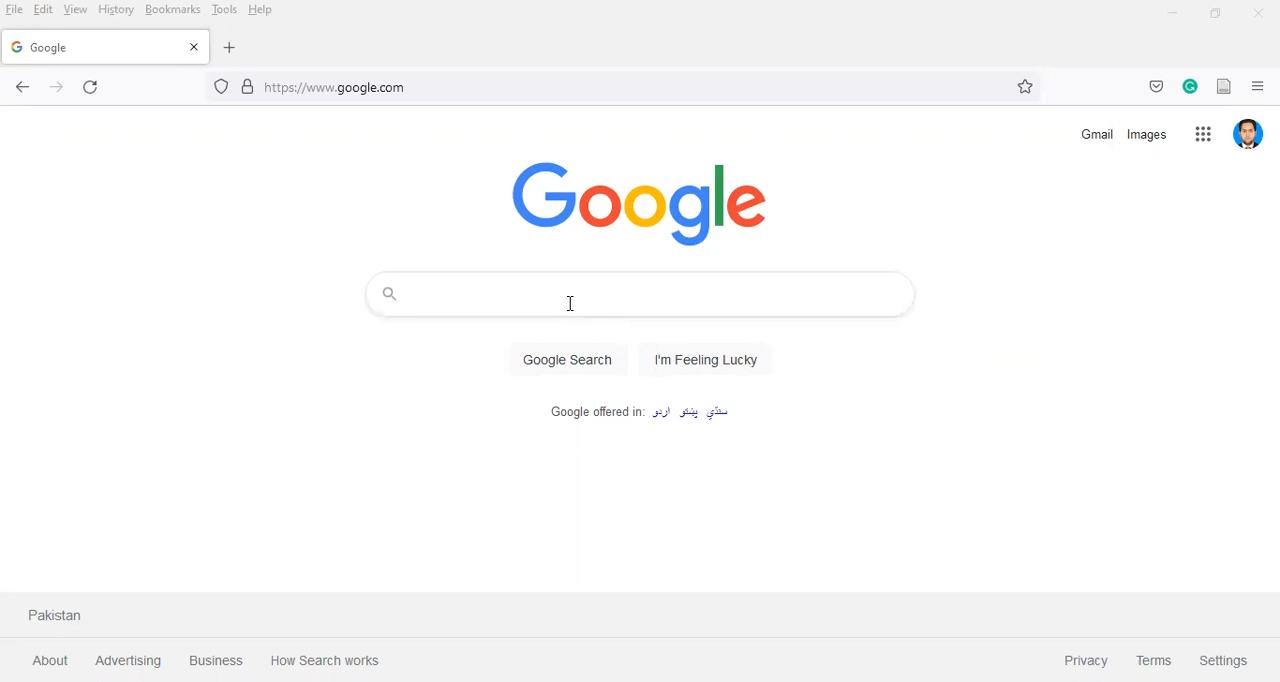 File Edit View History Bookmarks Tools Help
Google
https://www.google.com
Gmail Images
Google
Google Search I'm Feeling Lucky
Google offered in: اردو پښتو سنڌي
Pakistan
About Advertising Business How Search works Privacy Terms Settings